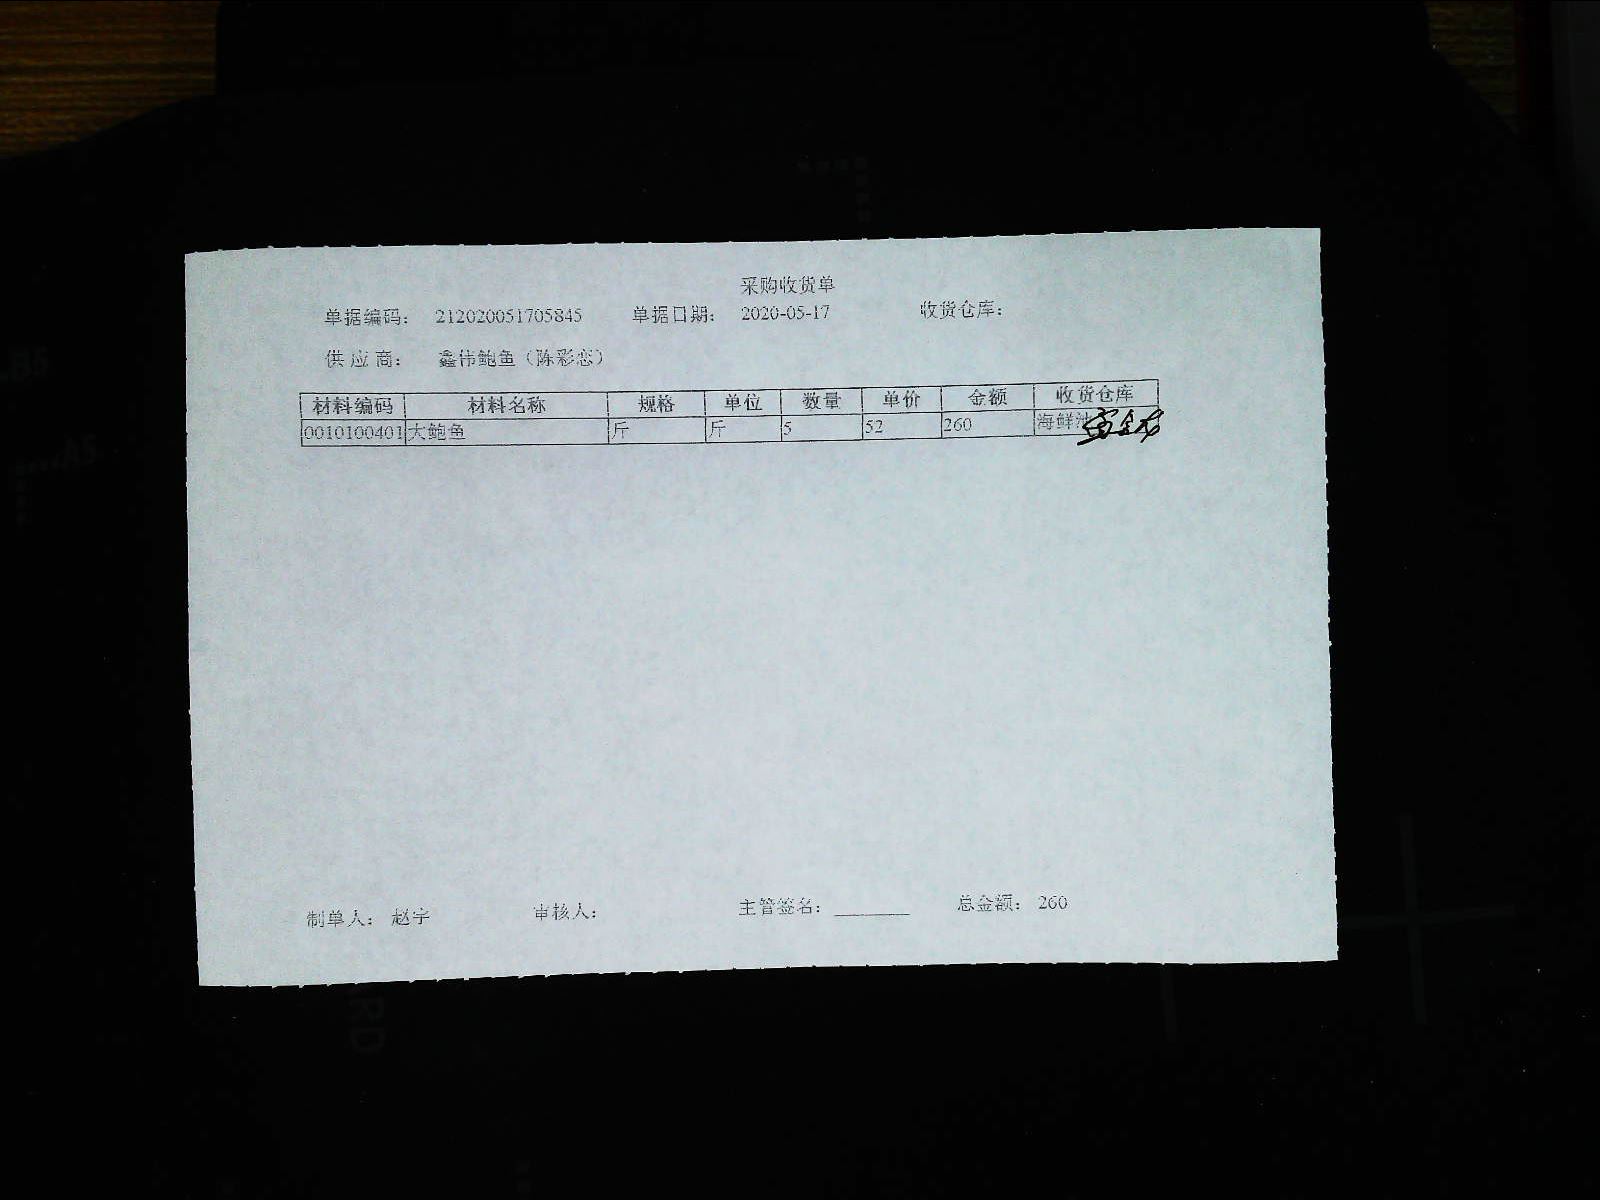 采购收货单
单据编码： 212020051705845 单据日期： 2020-05-17 收货仓库：
供 应 商： 鑫伟鲍鱼（陈彩恋）
材料编码 材料名称 规格 单位 数量 单价 金额 收货仓库
0010100401 大鲍鱼 斤 斤 5 52 260 海鲜池
制单人： 赵宇 审核人： 主管签名：________ 总金额： 260